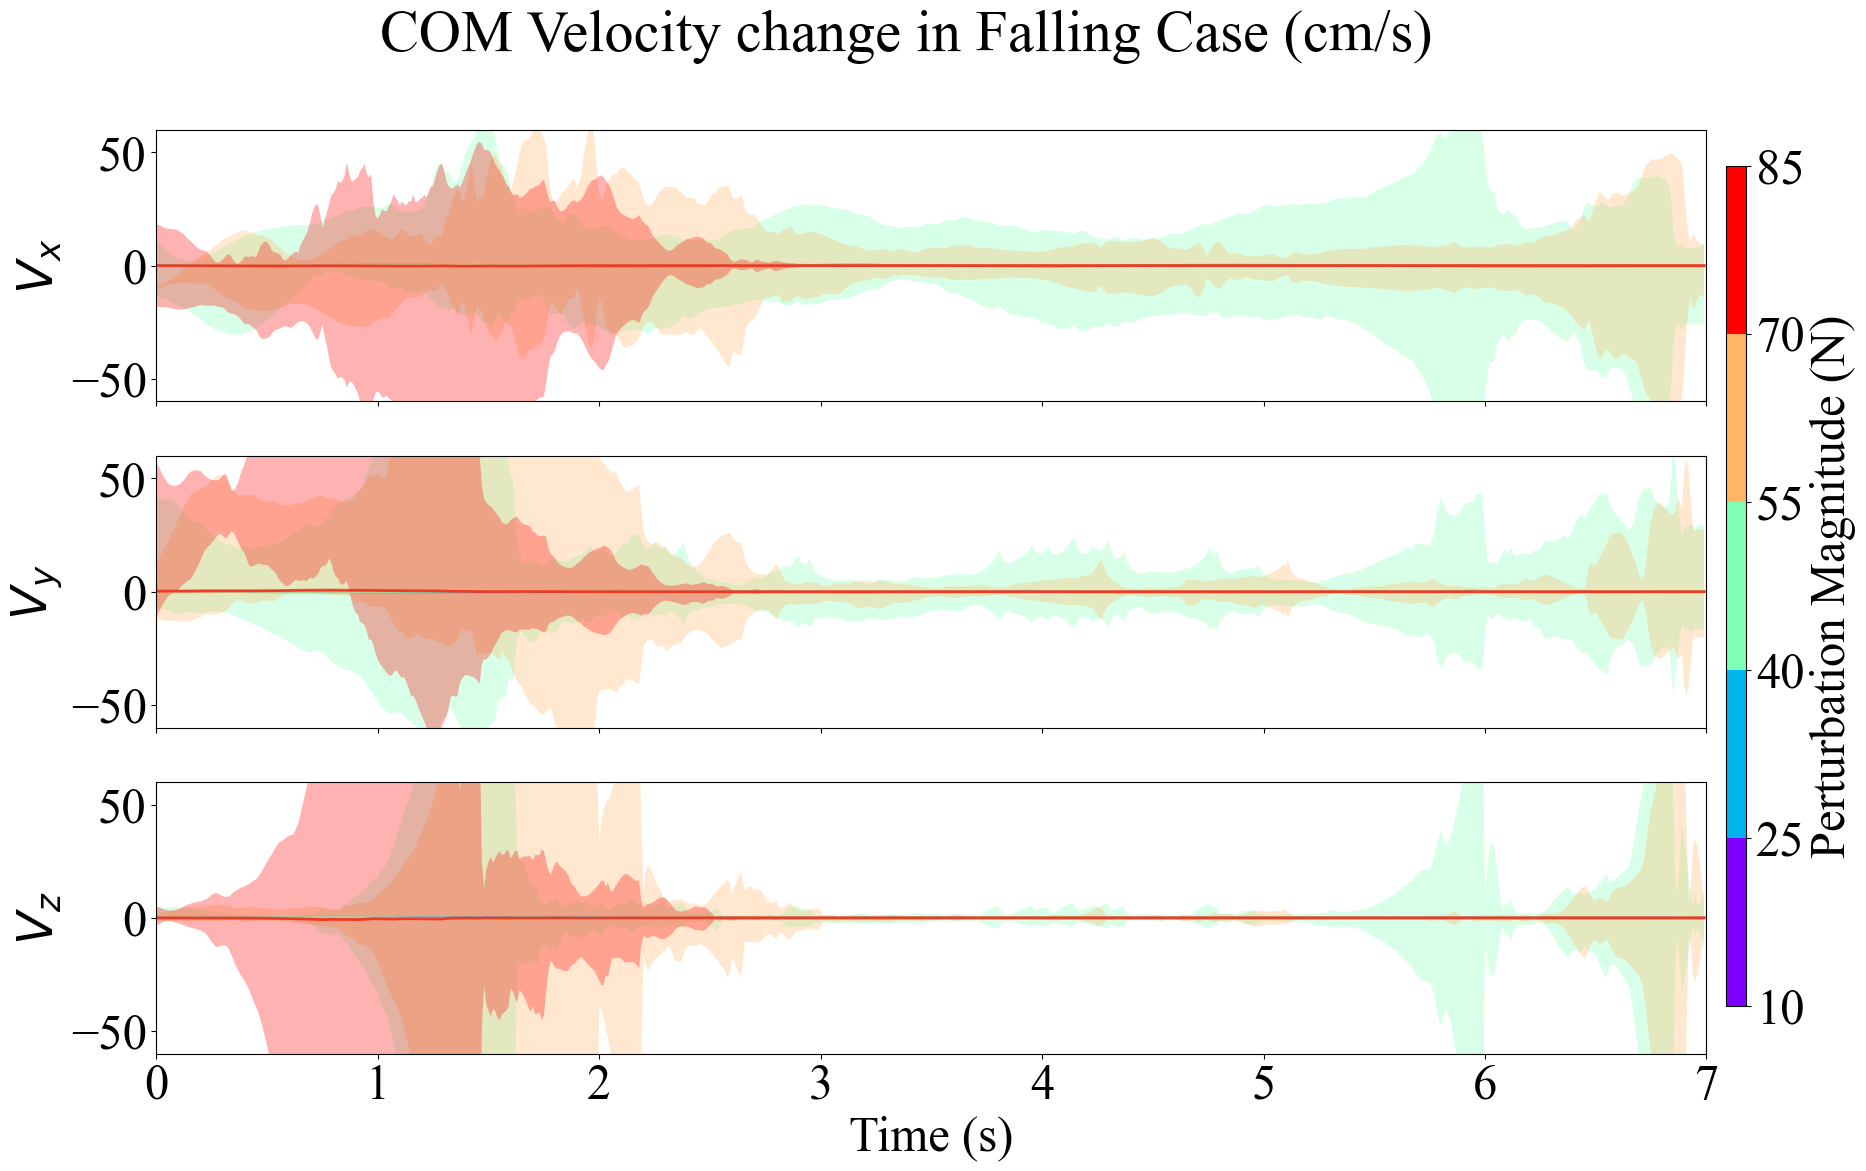 COM Velocity change in Falling Case (cm/s)
50
0
−50
V_x
50
0
−50
V_y
50
0
−50
V_z
0 1 2 3 4 5 6 7
Time (s)
85
70
55
40
25
10
Perturbation Magnitude (N)